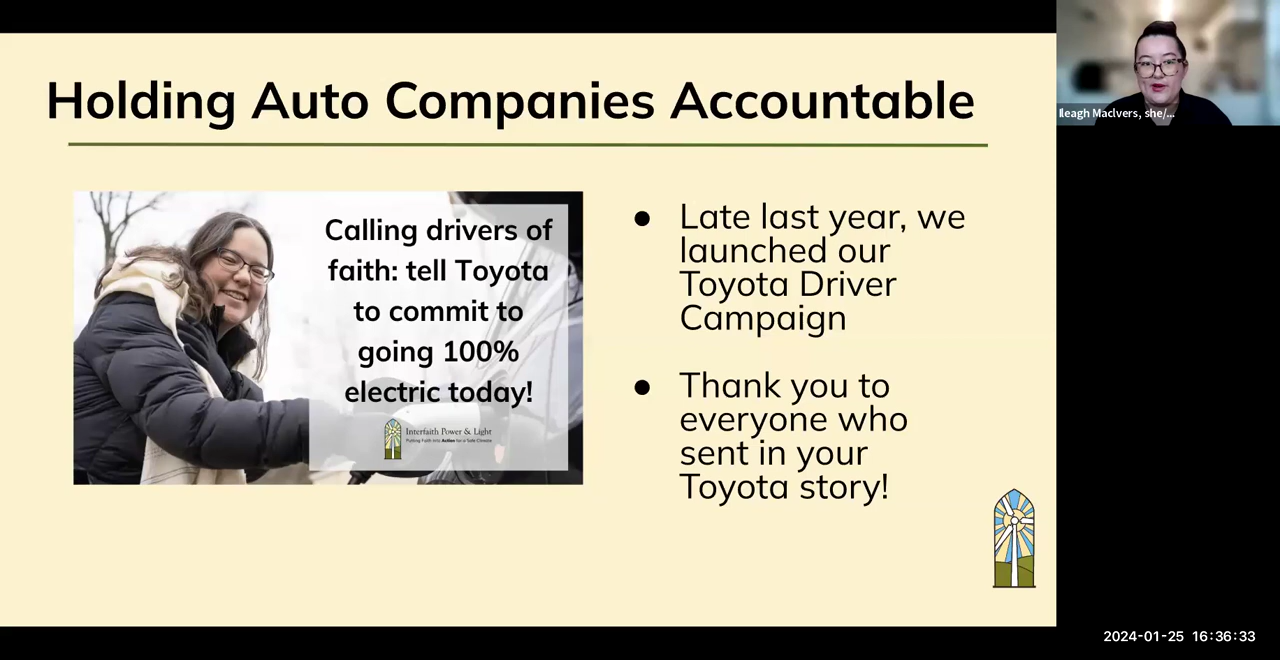 Holding Auto Companies Accountable
Calling drivers of
faith: tell Toyota
to commit to
going 100%
electric today!
Interfaith Power & Light
Putting Faith into Action for a Safe Climate
● Late last year, we
launched our
Toyota Driver
Campaign
● Thank you to
everyone who
sent in your
Toyota story!
Ileagh MacIvers, she/...
2024-01-25 16:36:33